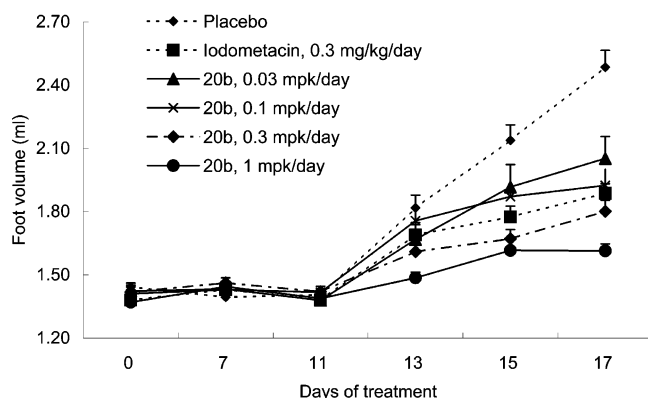 2.70
2.40
2.10
1.80
1.50
1.20
Foot volume (ml)
Placebo
Iodometacin, 0.3 mg/kg/day
20b, 0.03 mpk/day
20b, 0.1 mpk/day
20b, 0.3 mpk/day
20b, 1 mpk/day
0 7 11 13 15 17
Days of treatment